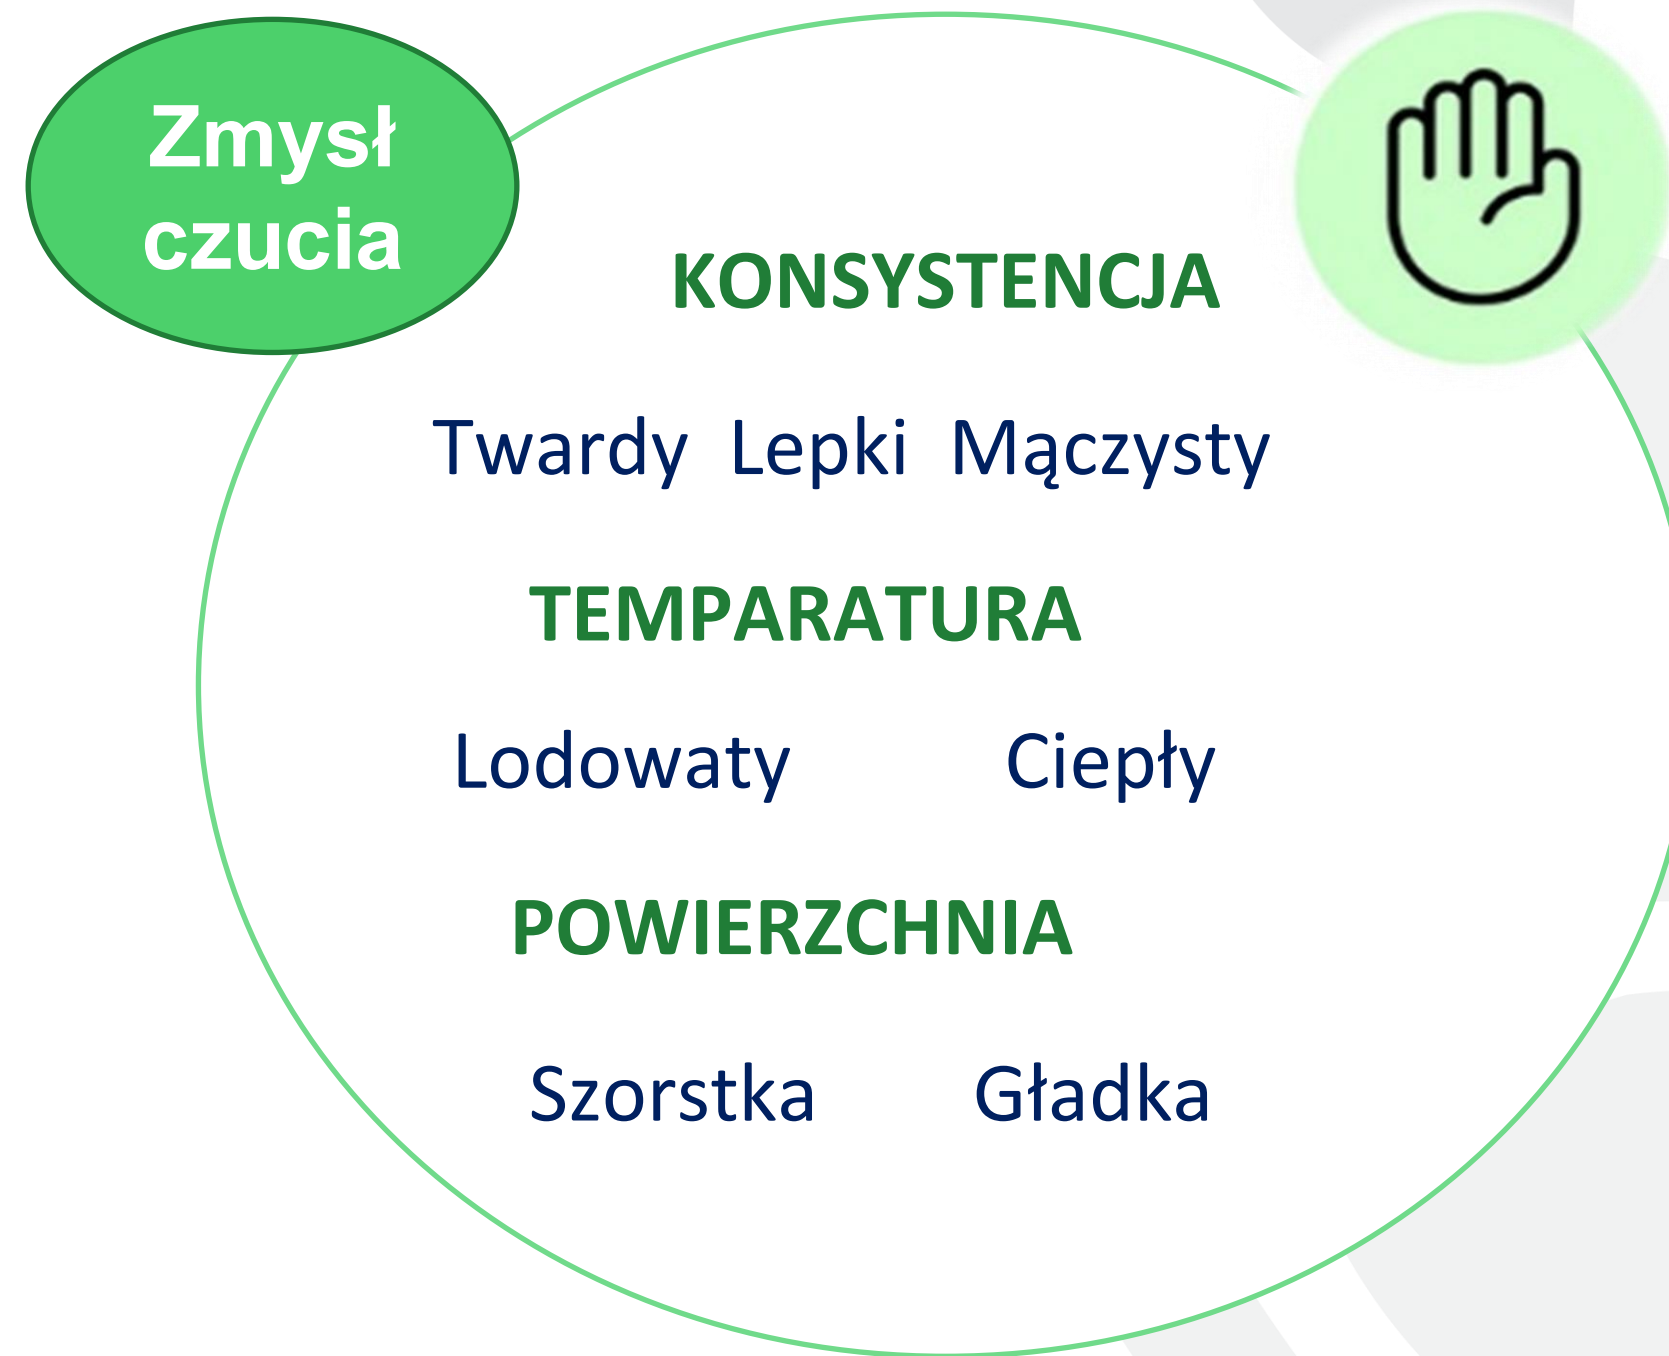 Zmysł
czucia
KONSYSTENCJA
Twardy Lepki Mączysty
TEMPARATURA
Lodowaty Ciepły
POWIERZCHNIA
Szorstka Gładka